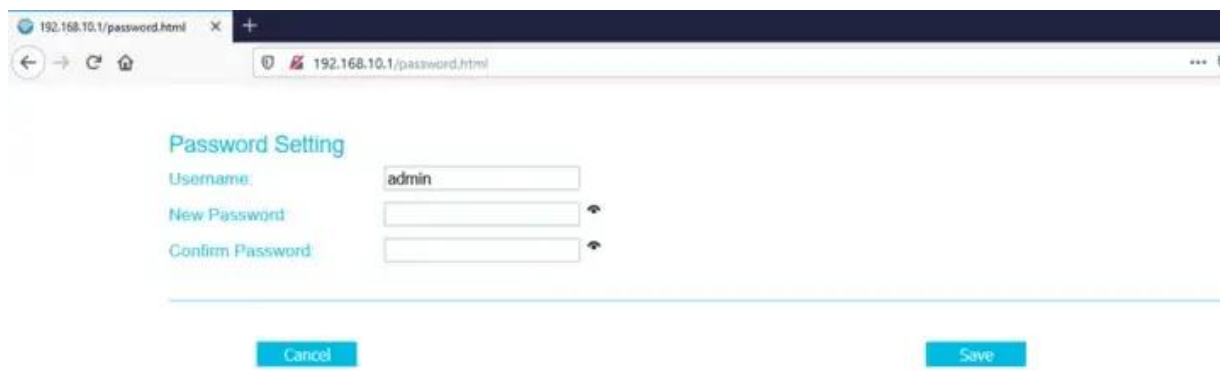 192.168.10.1/password.html
192.168.10.1/password.html
Password Setting
Username: admin
New Password
Confirm Password:
Cancel Save